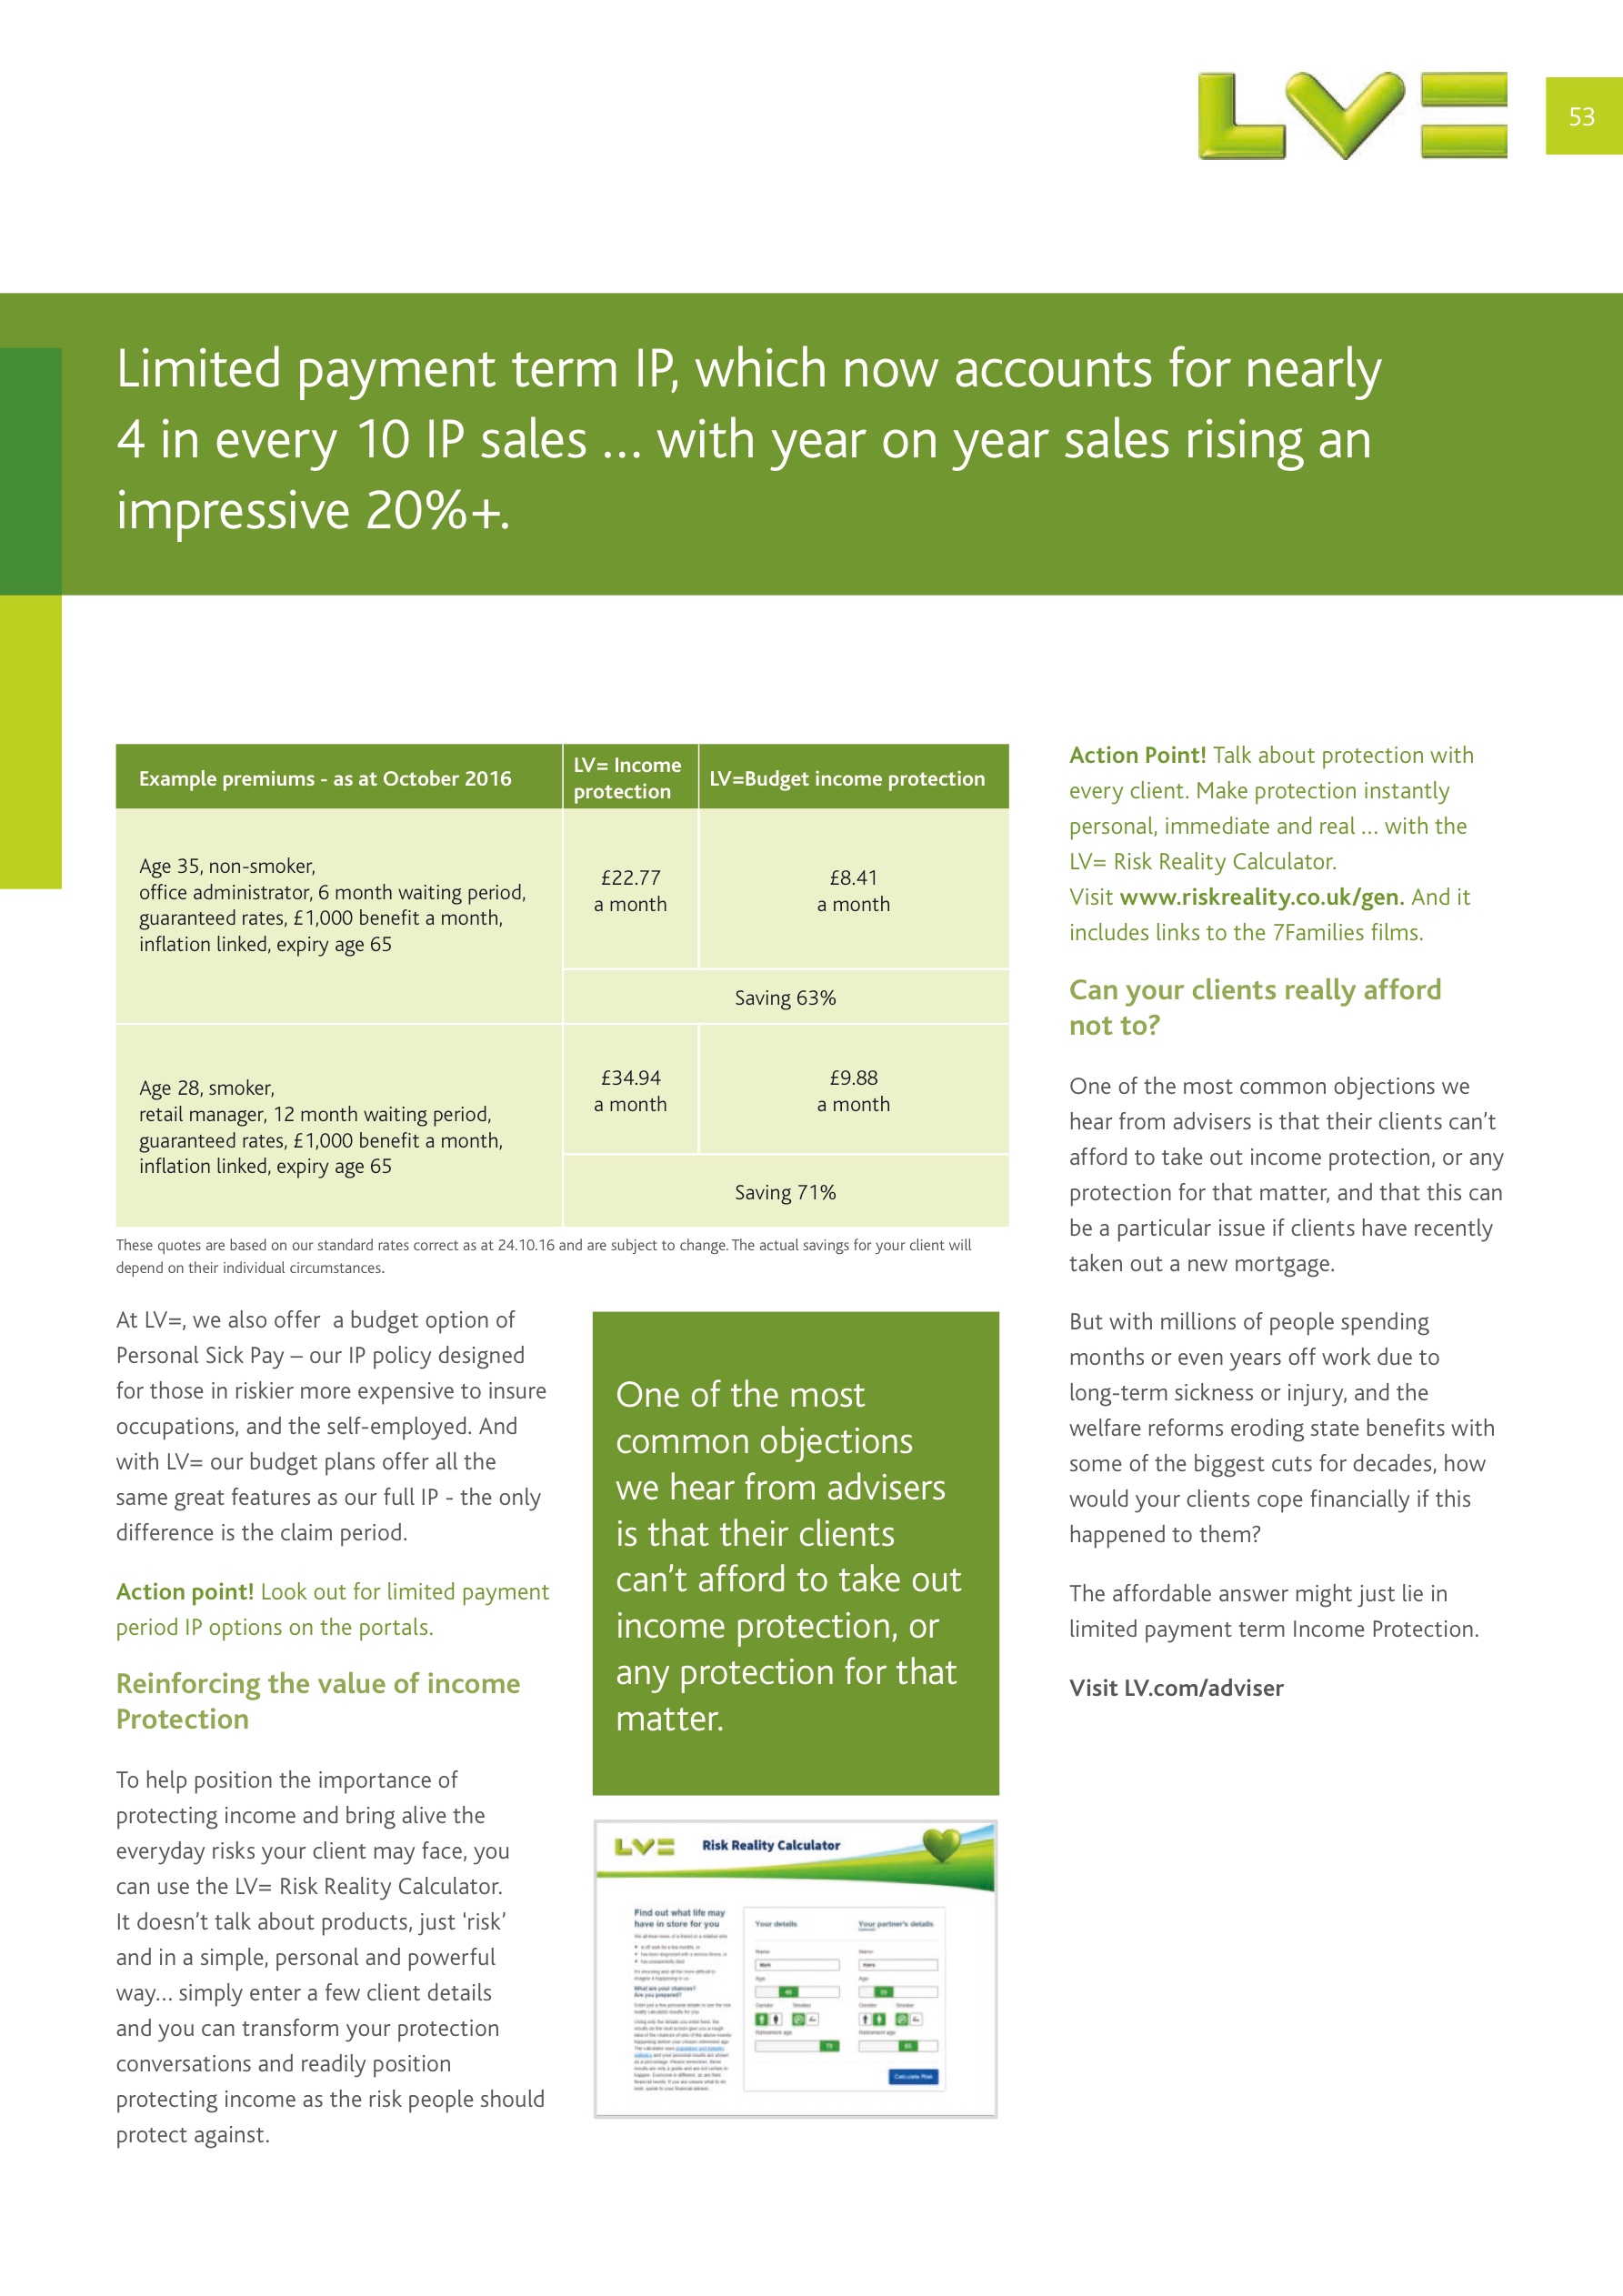 LV=
53
Limited payment term IP, which now accounts for nearly
4 in every 10 IP sales ... with year on year sales rising an
impressive 20%+.
Example premiums - as at October 2016
LV= Income
protection
LV=Budget income protection
Age 35, non-smoker,
office administrator, 6 month waiting period,
guaranteed rates, £1,000 benefit a month,
inflation linked, expiry age 65
£22.77
a month
£8.41
a month
Saving 63%
Age 28, smoker,
retail manager, 12 month waiting period,
guaranteed rates, £1,000 benefit a month,
inflation linked, expiry age 65
£34.94
a month
£9.88
a month
Saving 71%
These quotes are based on our standard rates correct as at 24.10.16 and are subject to change. The actual savings for your client will
depend on their individual circumstances.
At LV=, we also offer  a budget option of
Personal Sick Pay – our IP policy designed
for those in riskier more expensive to insure
occupations, and the self-employed. And
with LV= our budget plans offer all the
same great features as our full IP - the only
difference is the claim period.
Action point! Look out for limited payment
period IP options on the portals.
Reinforcing the value of income
Protection
To help position the importance of
protecting income and bring alive the
everyday risks your client may face, you
can use the LV= Risk Reality Calculator.
It doesn’t talk about products, just ‘risk’
and in a simple, personal and powerful
way... simply enter a few client details
and you can transform your protection
conversations and readily position
protecting income as the risk people should
protect against.
One of the most
common objections
we hear from advisers
is that their clients
can’t afford to take out
income protection, or
any protection for that
matter.
LV=
Risk Reality Calculator
Find out what life may
have in store for you
What are your chances?
Are you prepared?
Your details
Your partner's details
Name
Name
Age
Age
Gender
Smoker
Gender
Smoker
Retirement age
Retirement age
Calculate Risk
Action Point! Talk about protection with
every client. Make protection instantly
personal, immediate and real ... with the
LV= Risk Reality Calculator.
Visit www.riskreality.co.uk/gen. And it
includes links to the 7Families films.
Can your clients really afford
not to?
One of the most common objections we
hear from advisers is that their clients can’t
afford to take out income protection, or any
protection for that matter, and that this can
be a particular issue if clients have recently
taken out a new mortgage.
But with millions of people spending
months or even years off work due to
long-term sickness or injury, and the
welfare reforms eroding state benefits with
some of the biggest cuts for decades, how
would your clients cope financially if this
happened to them?
The affordable answer might just lie in
limited payment term Income Protection.
Visit LV.com/adviser